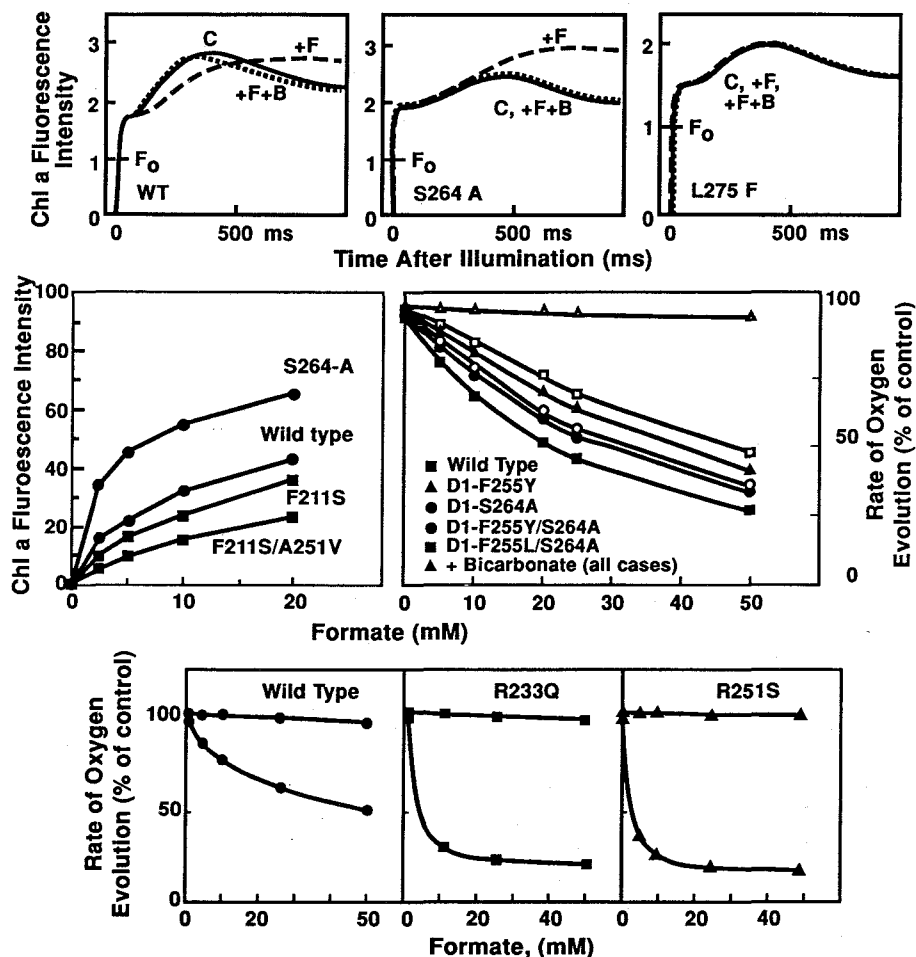 Chl a Fluorescence
Intensity
3
2
1
0
C
+F
+F+B
Fo
WT
0
500 ms
3
2
1
0
+F
C, +F+B
Fo
S264 A
0
500 ms
2
1
0
C, +F,
+F+B
Fo
L275 F
0
500 ms
Time After Illumination (ms)
Chl a Fluroescence Intensity
100
80
60
40
20
0
S264-A
Wild type
F211S
F211S/A251V
0
10
20
Wild Type
D1-F255Y
D1-S264A
D1-F255Y/S264A
D1-F255L/S264A
+ Bicarbonate (all cases)
0
10
20
30
40
50
100
50
0
Rate of Oxygen
Evolution (% of control)
Formate (mM)
Rate of Oxygen
Evolution (% of control)
100
50
0
Wild Type
0
20
50
R233Q
0
20
40
R251S
0
20
40
Formate, (mM)